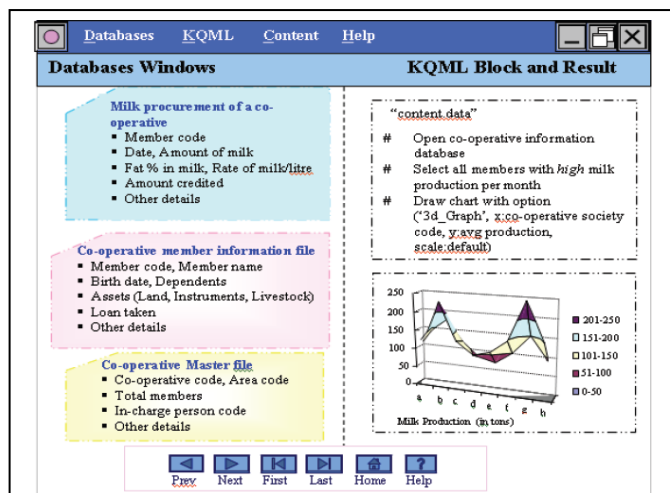 Databases KQML Content Help
Databases Windows
KQML Block and Result
Milk procurement of a co-
operative
▪ Member code
▪ Date, Amount of milk
▪ Fat % in milk, Rate of milk/litre
▪ Amount credited
▪ Other details
Co-operative member information file
▪ Member code, Member name
▪ Birth date, Dependents
▪ Assets (Land, Instruments, Livestock)
▪ Loan taken
▪ Other details
Co-operative Master file
▪ Co-operative code, Area code
▪ Total members
▪ In-charge person code
▪ Other details
“content.data”
# Open co-operative information
database
# Select all members with high milk
production per month
# Draw chart with option
(‘3d_Graph’, x:co-operative society
code, y:avg production,
scale:default)
250
200
150
100
50
0
a b c d e f g h
Milk Production (in tons)
201-250
151-200
101-150
51-100
0-50
?
Prev Next First Last Home Help